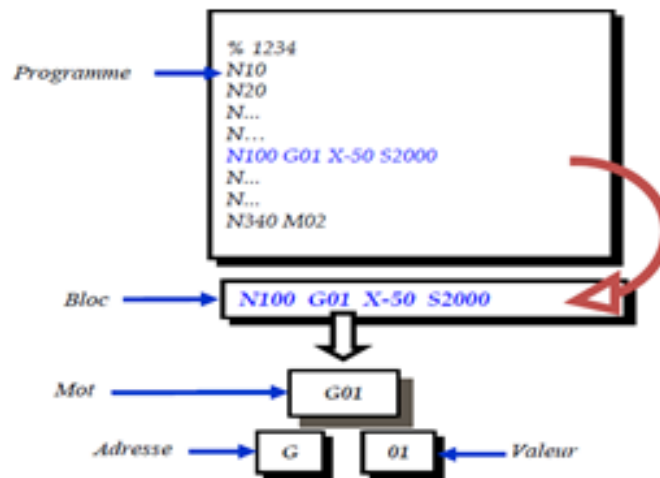 % 1234
Programme
N10
N20
N...
N...
N100 G01 X-50 S2000
N...
N...
N340 M02
Bloc
N100 G01 X-50 S2000
Mot
G01
Adresse
G
01
Valeur